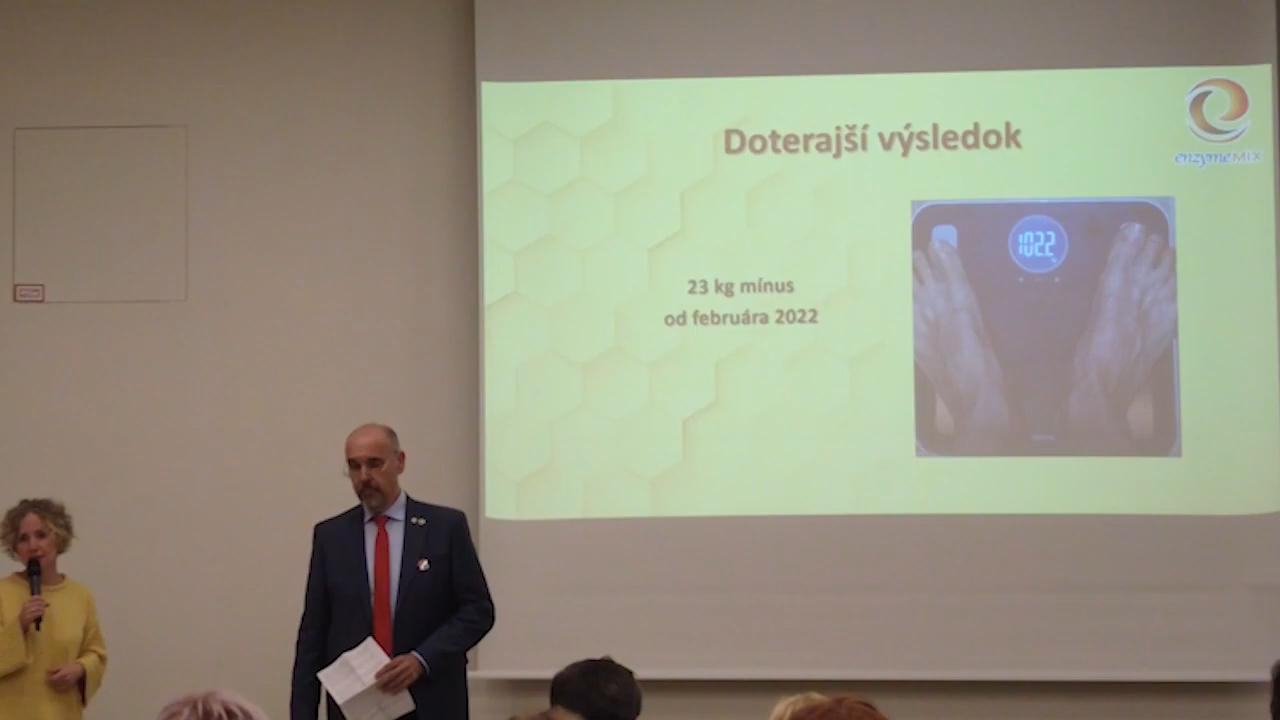 Doterajší výsledok
enzymeMIX
102.2
23 kg mínus
od februára 2022